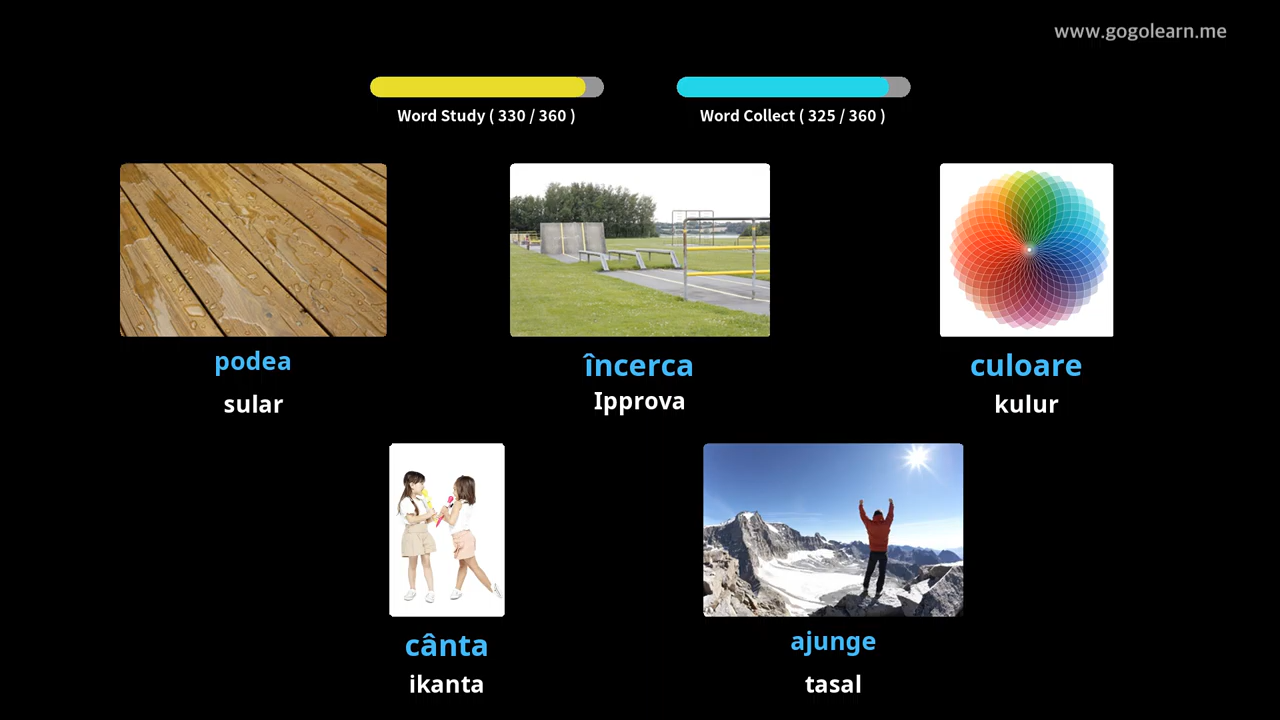 www.gogolearn.me
Word Study ( 330 / 360 )
Word Collect ( 325 / 360 )
podea
încerca
culoare
sular
Ipprova
kulur
cânta
ajunge
ikanta
tasal